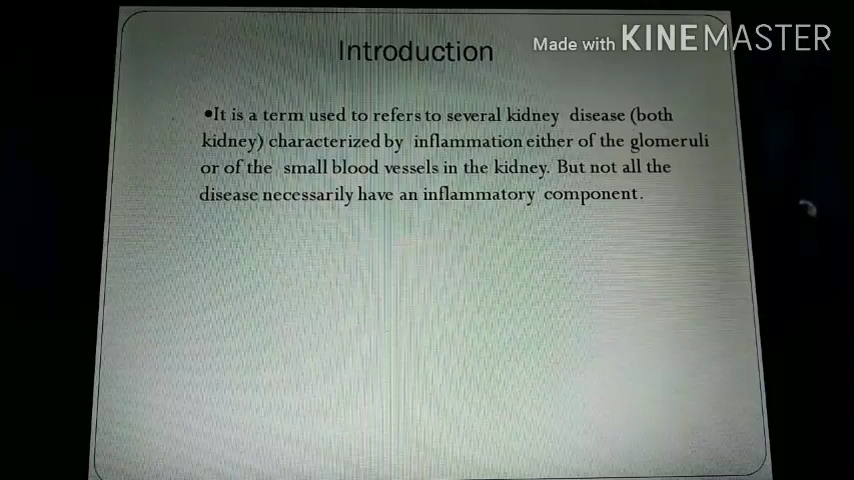 Introduction
Made with KINEMASTER
•It is a term used to refers to several kidney disease (both
kidney) characterized by inflammation either of the glomeruli
or of the small blood vessels in the kidney. But not all the
disease necessarily have an inflammatory component.